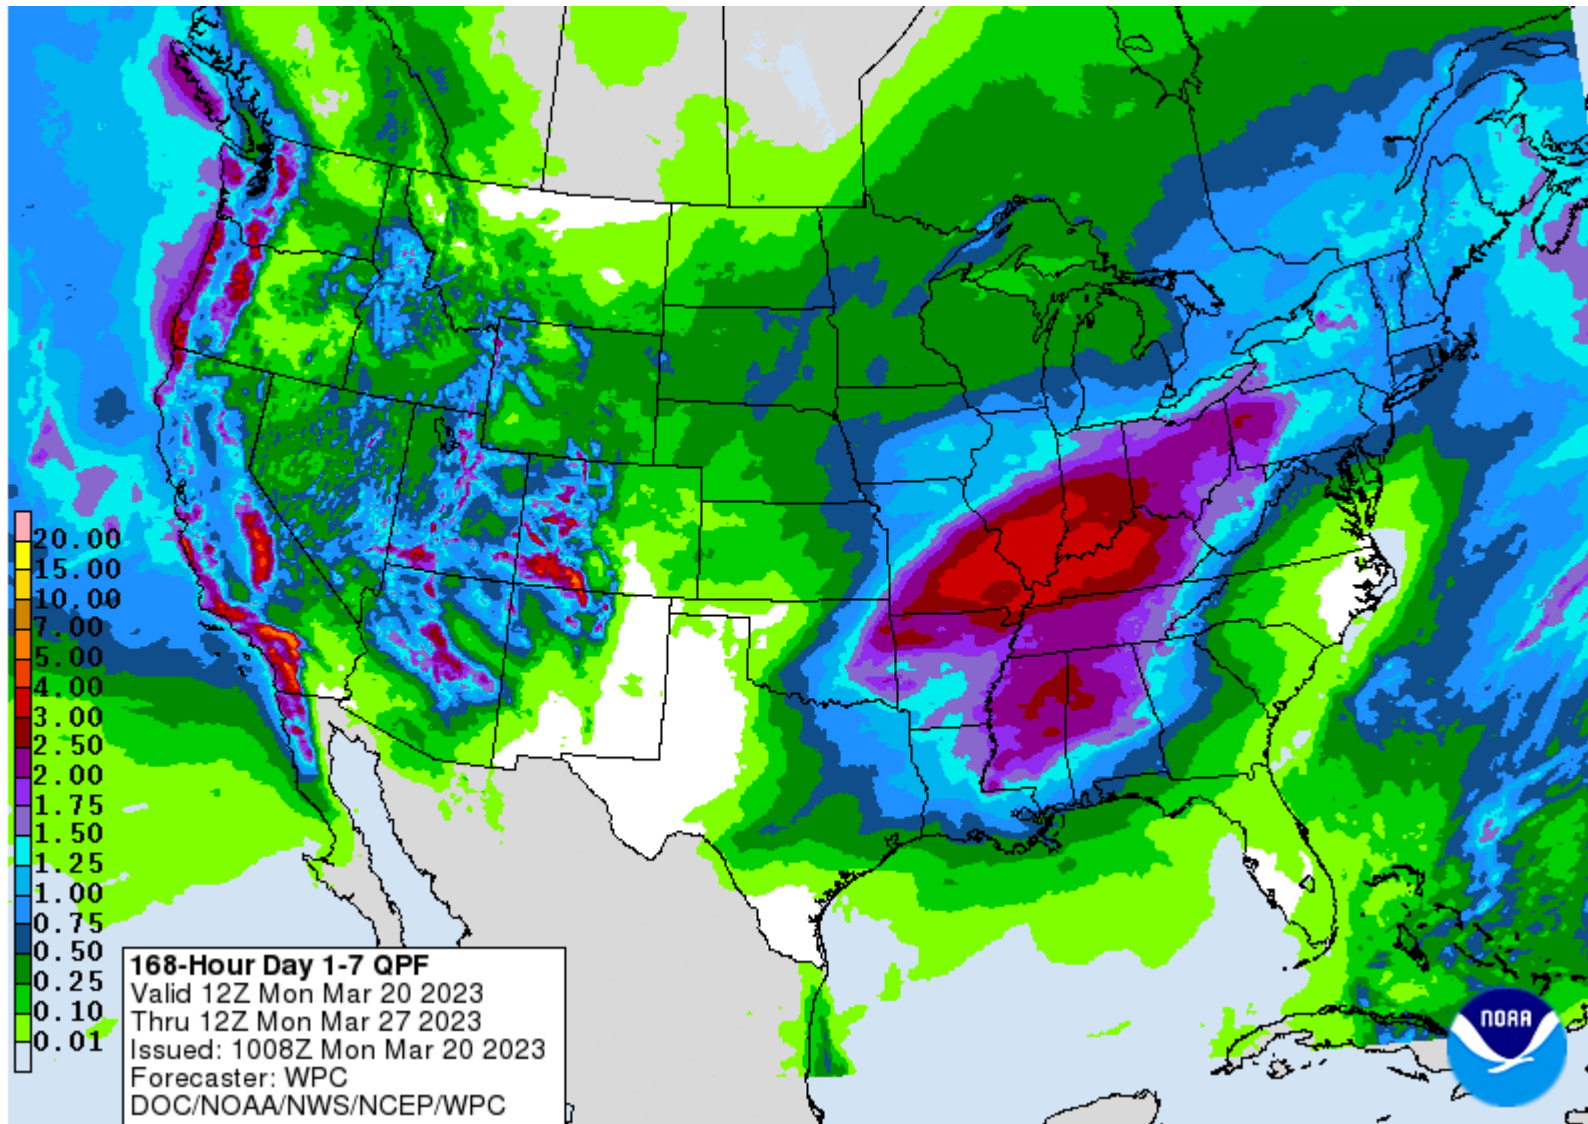 20.00
15.00
10.00
7.00
5.00
4.00
3.00
2.50
2.00
1.75
1.50
1.25
1.00
0.75
0.50
0.25
0.10
0.01
168-Hour Day 1-7 QPF
Valid 12Z Mon Mar 20 2023
Thru 12Z Mon Mar 27 2023
Issued: 1008Z Mon Mar 20 2023
Forecaster: WPC
DOC/NOAA/NWS/NCEP/WPC
NOAA